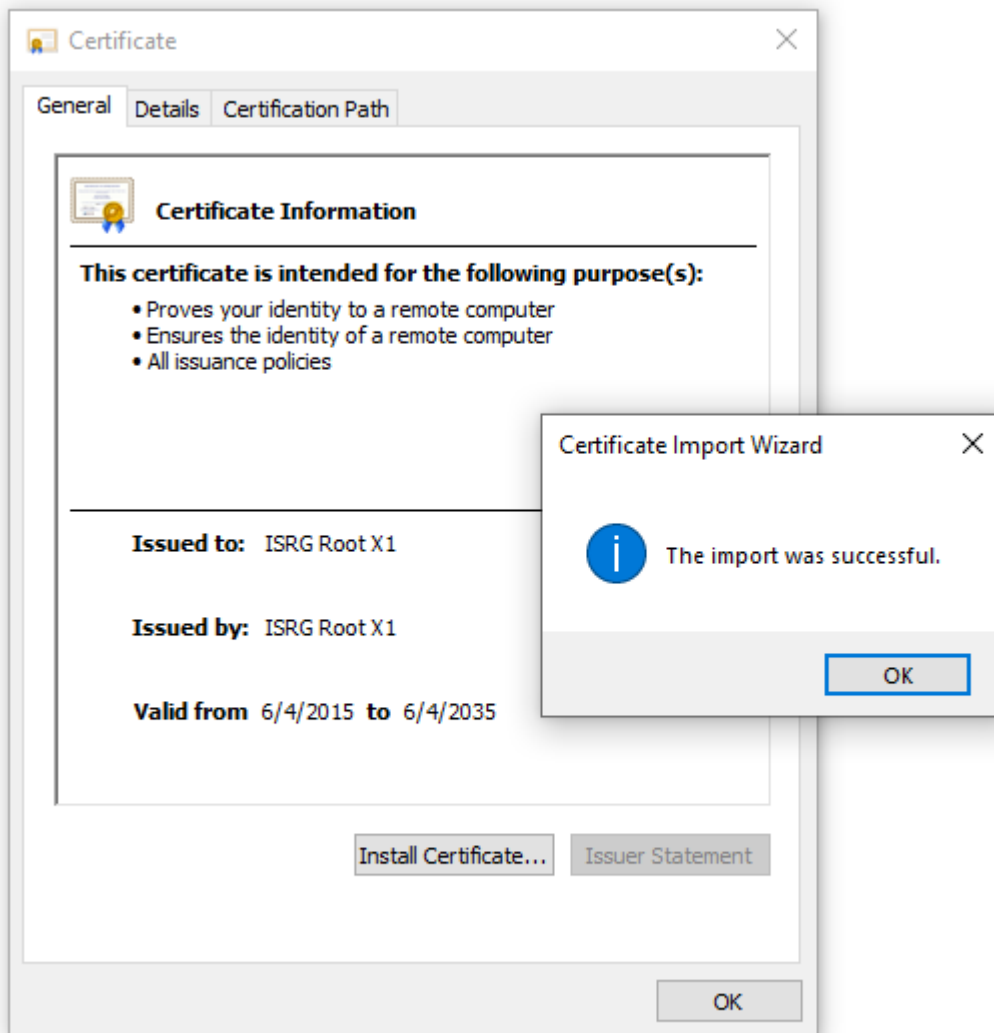 Certificate
General Details Certification Path
Certificate Information
This certificate is intended for the following purpose(s):
• Proves your identity to a remote computer
• Ensures the identity of a remote computer
• All issuance policies
Certificate Import Wizard
The import was successful.
OK
Issued to: ISRG Root X1
Issued by: ISRG Root X1
Valid from 6/4/2015 to 6/4/2035
Install Certificate... Issuer Statement
OK